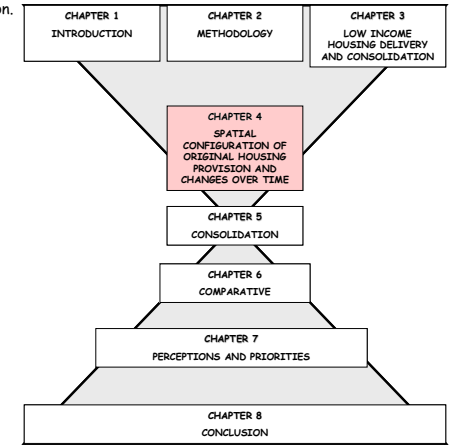 on.
CHAPTER 1
INTRODUCTION
CHAPTER 2
METHODOLOGY
CHAPTER 3
LOW INCOME
HOUSING DELIVERY
AND CONSOLIDATION
CHAPTER 4
SPATIAL
CONFIGURATION OF
ORIGINAL HOUSING
PROVISION AND
CHANGES OVER TIME
CHAPTER 5
CONSOLIDATION
CHAPTER 6
COMPARATIVE
CHAPTER 7
PERCEPTIONS AND PRIORITIES
CHAPTER 8
CONCLUSION